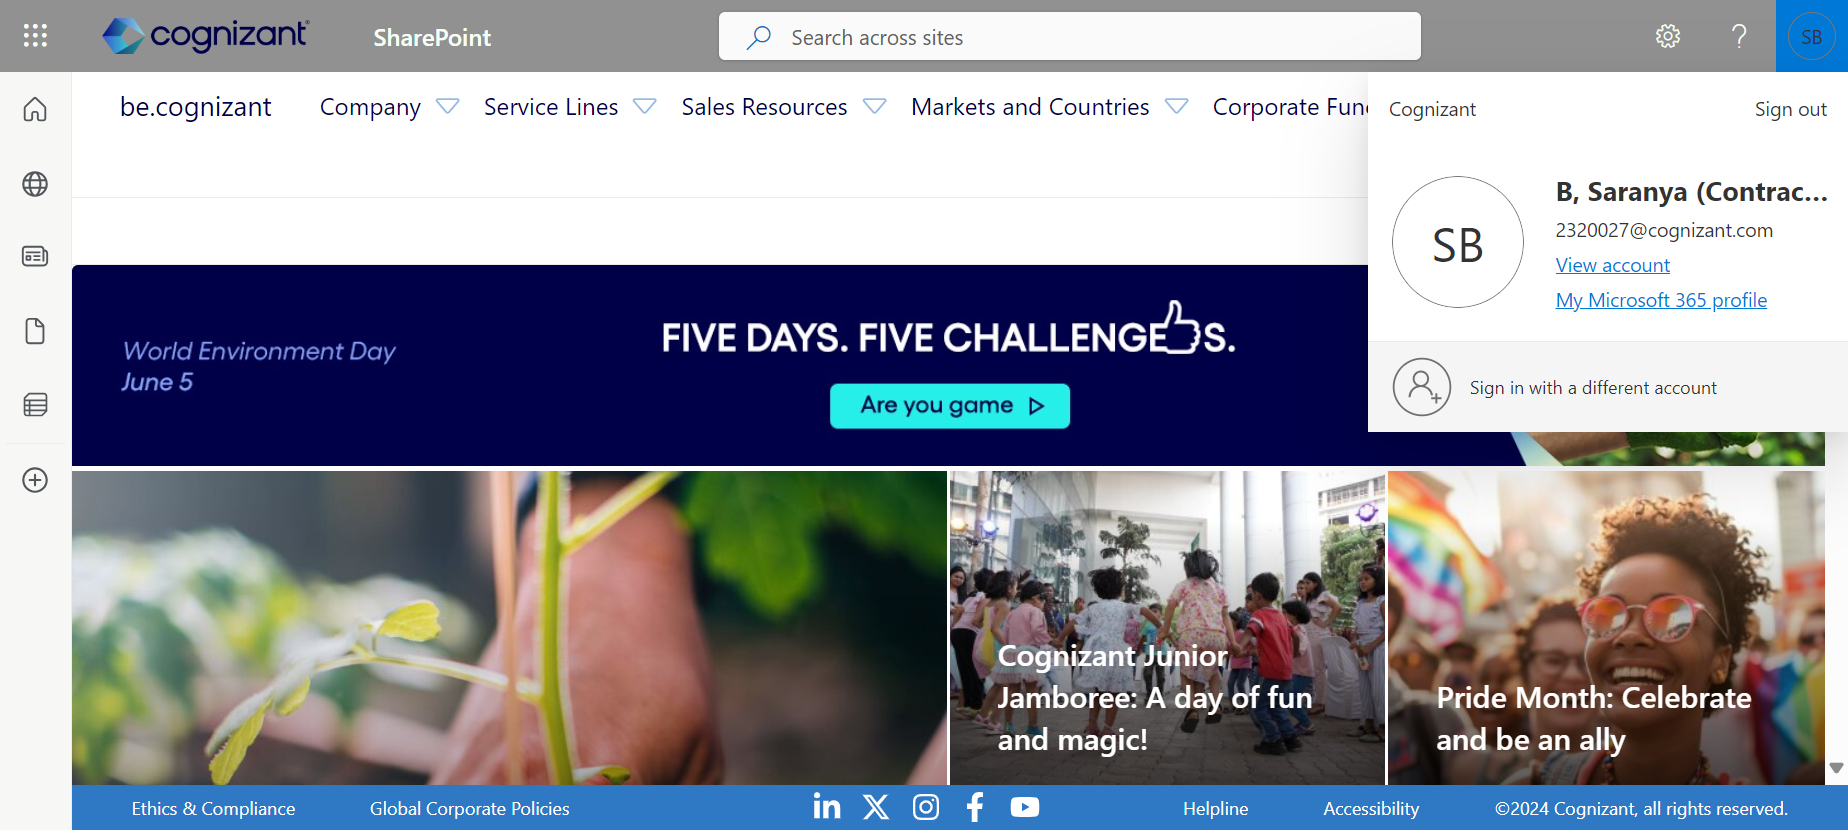 cognizant
SharePoint
Search across sites
SB
be.cognizant
Company
Service Lines
Sales Resources
Markets and Countries
Corporate Fun
Cognizant
Sign out
SB
B, Saranya (Contrac...
2320027@cognizant.com
View account
My Microsoft 365 profile
Sign in with a different account
World Environment Day
June 5
FIVE DAYS. FIVE CHALLENGES.
Are you game
Cognizant Junior
Jamboree: A day of fun
and magic!
Pride Month: Celebrate
and be an ally
Ethics & Compliance
Global Corporate Policies
Helpline
Accessibility
©2024 Cognizant, all rights reserved.